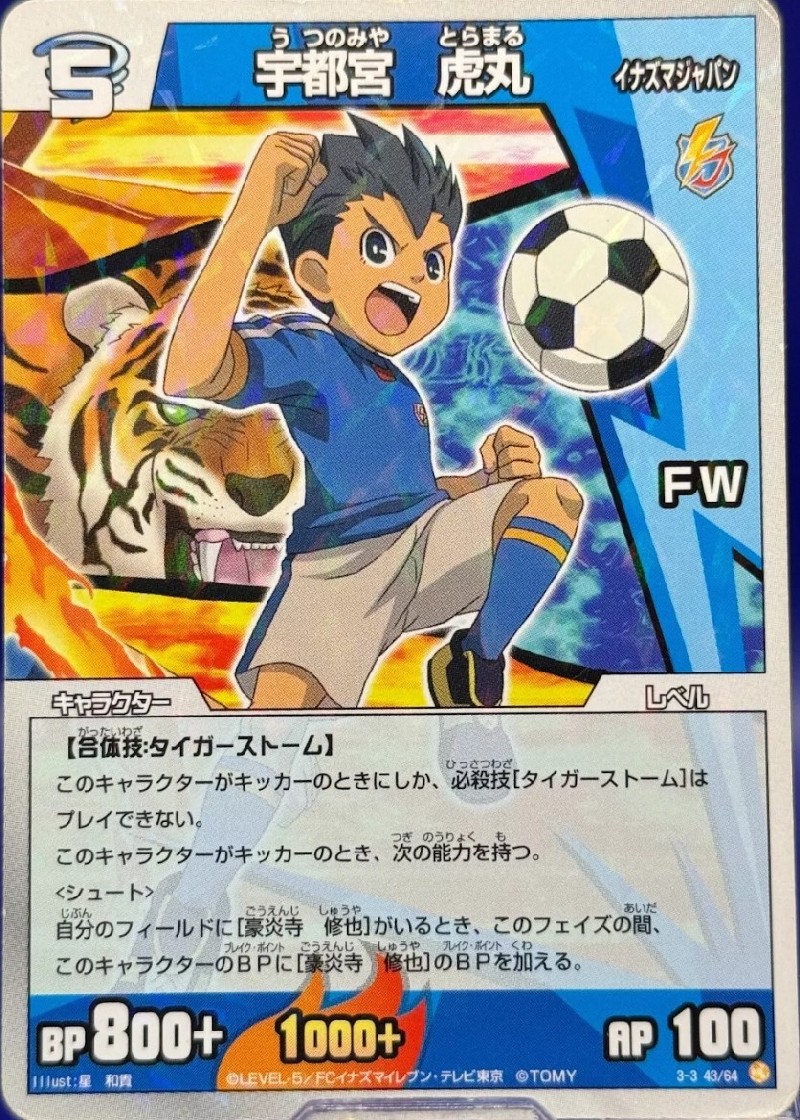 5
うつのみや とらまる
宇都宮 虎丸
イナズマジャパン
FW
キャラクター
レベル
がったいわざ
【合体技:タイガーストーム】
ひっさつわざ
このキャラクターがキッカーのときにしか、必殺技[タイガーストーム]は
プレイできない。
つぎ のうりょく も
このキャラクターがキッカーのとき、次の能力を持つ。
<シュート>
じぶん ごうえんじ しゅうや あいだ
自分のフィールドに[豪炎寺 修也]がいるとき、このフェイズの間、
ブレイク・ポイント ごうえんじ しゅうや ブレイク・ポイント くわ
このキャラクターのBPに[豪炎寺 修也]のBPを加える。
BP 800+ 1000+ AP 100
Illust:星 和貴 ©LEVEL-5/FCイナズマイレブン・テレビ東京 ©TOMY 3-3 43/64